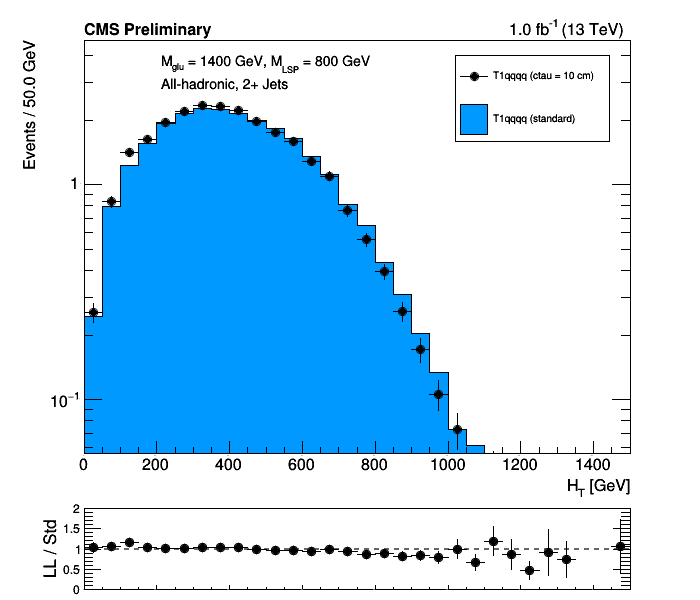 CMS Preliminary
1.0 fb⁻¹ (13 TeV)
Events / 50.0 GeV
M_glu = 1400 GeV, M_LSP = 800 GeV
All-hadronic, 2+ Jets
T1qqqq (ctau = 10 cm)
T1qqqq (standard)
1
10⁻¹
0 200 400 600 800 1000 1200 1400
H_T [GeV]
LL / Std
2
1.5
1
0.5
0